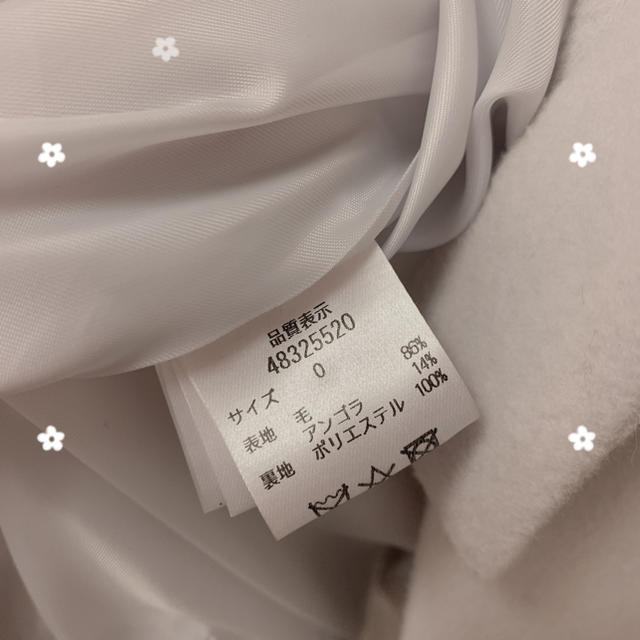 品質表示
48325520
サイズ 0
表地 毛 86%
アンゴラ 14%
裏地 ポリエステル 100%